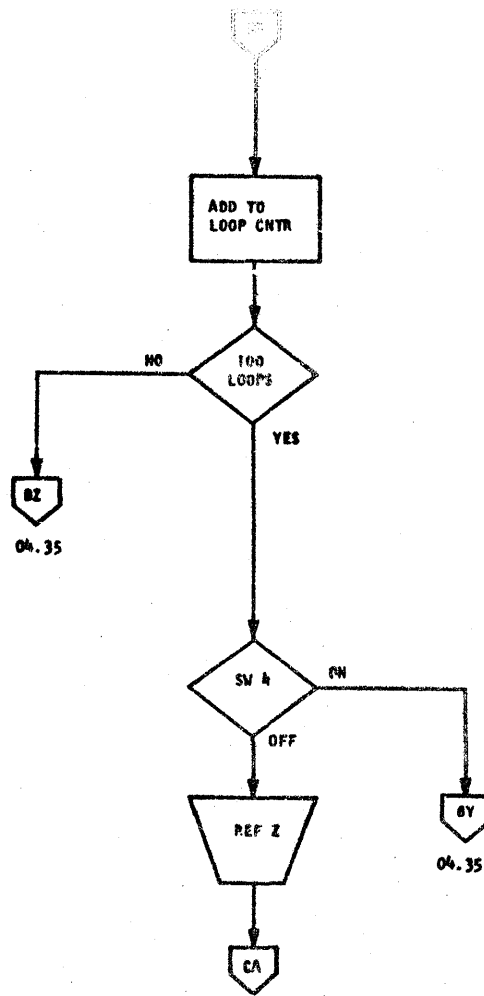 ADD TO
LOOP CNTR
100
LOOPS
NO
YES
BZ
04.35
SW 4
ON
OFF
REF Z
BY
04.35
CA